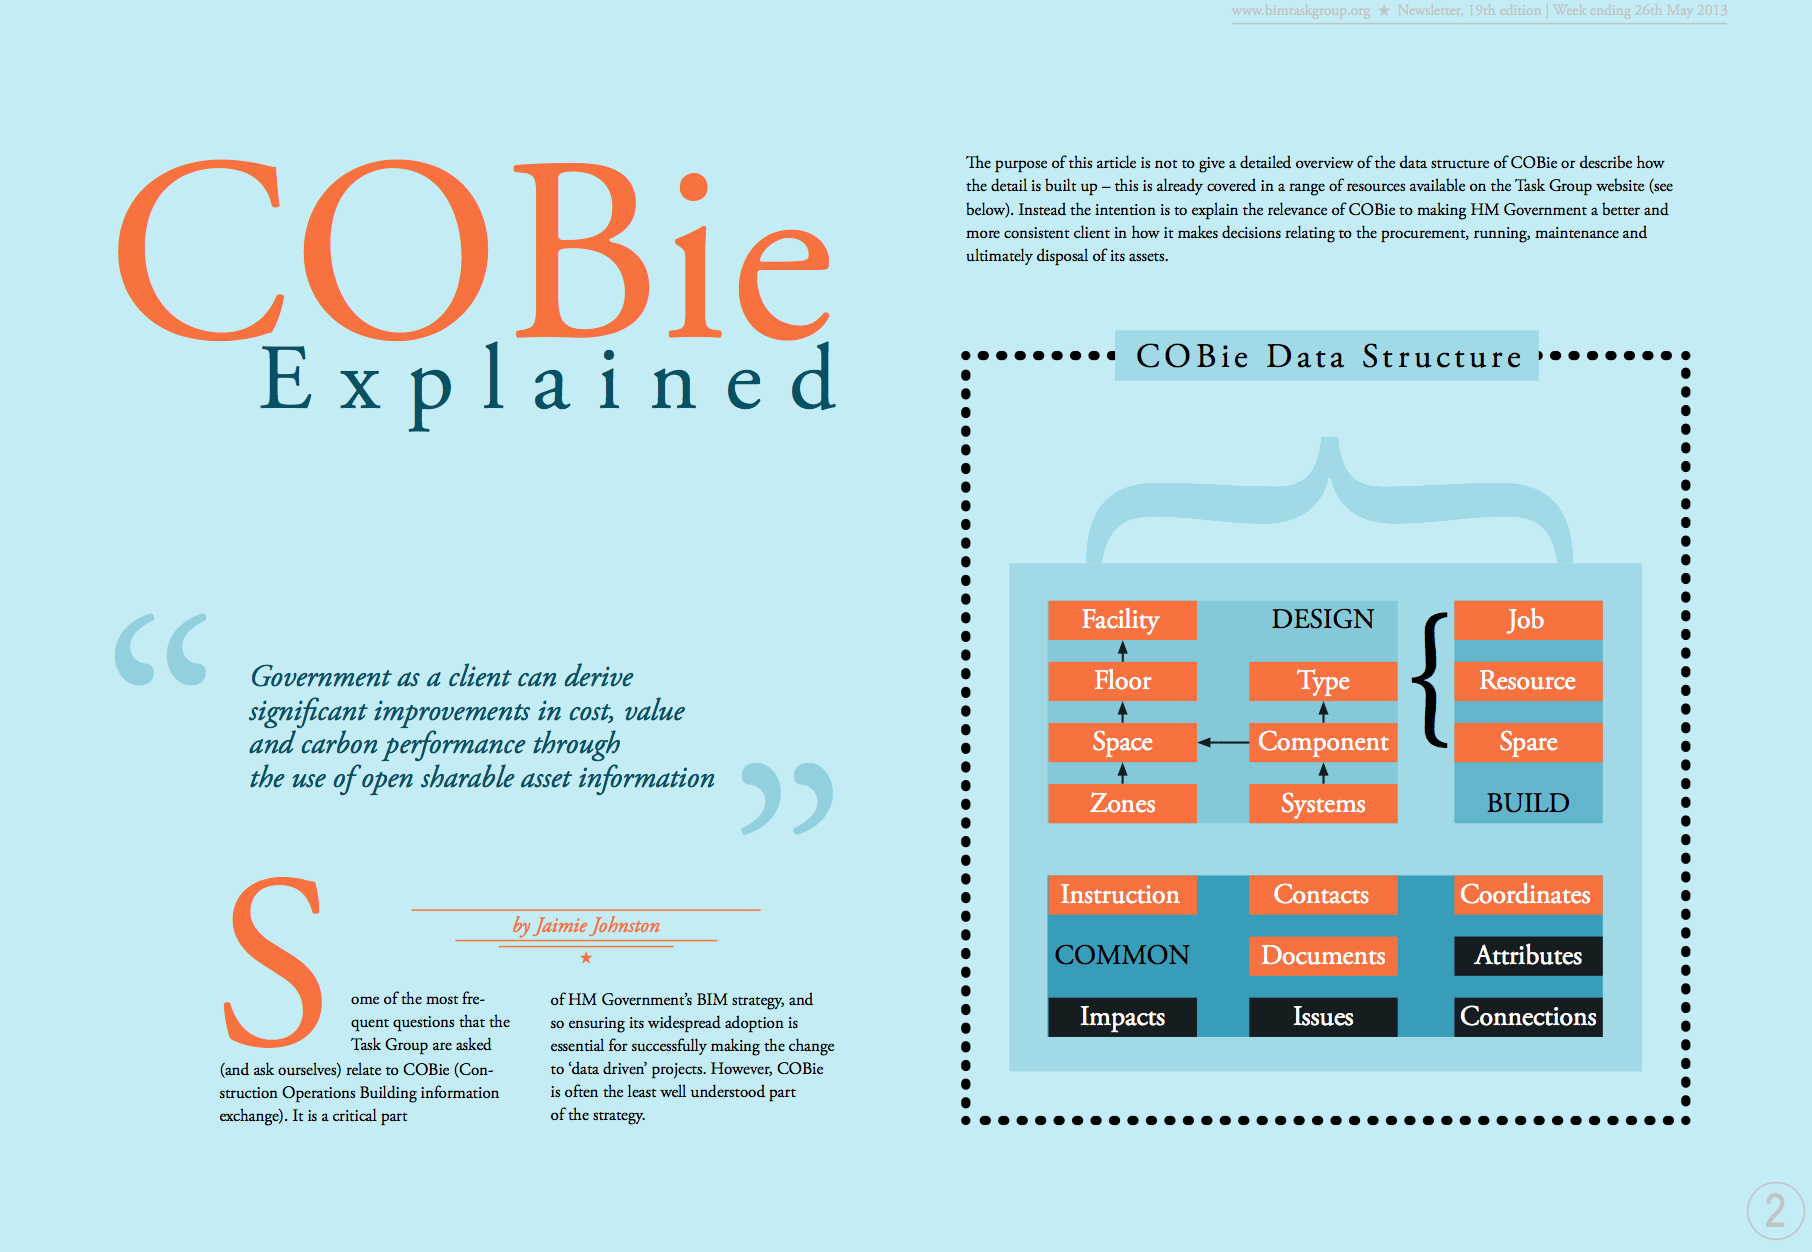 www.bimtaskgroup.org ★ Newsletter, 19th edition | Week ending 26th May 2013
COBie
Explained
“
Government as a client can derive
significant improvements in cost, value
and carbon performance through
the use of open sharable asset information
”
by Jaimie Johnston
★
Some of the most fre-
quent questions that the
Task Group are asked
(and ask ourselves) relate to COBie (Con-
struction Operations Building information
exchange). It is a critical part
of HM Government’s BIM strategy, and
so ensuring its widespread adoption is
essential for successfully making the change
to ‘data driven’ projects. However, COBie
is often the least well understood part
of the strategy.
The purpose of this article is not to give a detailed overview of the data structure of COBie or describe how
the detail is built up – this is already covered in a range of resources available on the Task Group website (see
below). Instead the intention is to explain the relevance of COBie to making HM Government a better and
more consistent client in how it makes decisions relating to the procurement, running, maintenance and
ultimately disposal of its assets.
COBie Data Structure
Facility DESIGN Job
Floor Type { Resource
Space Component Spare
Zones Systems BUILD
Instruction Contacts Coordinates
COMMON Documents Attributes
Impacts Issues Connections
2